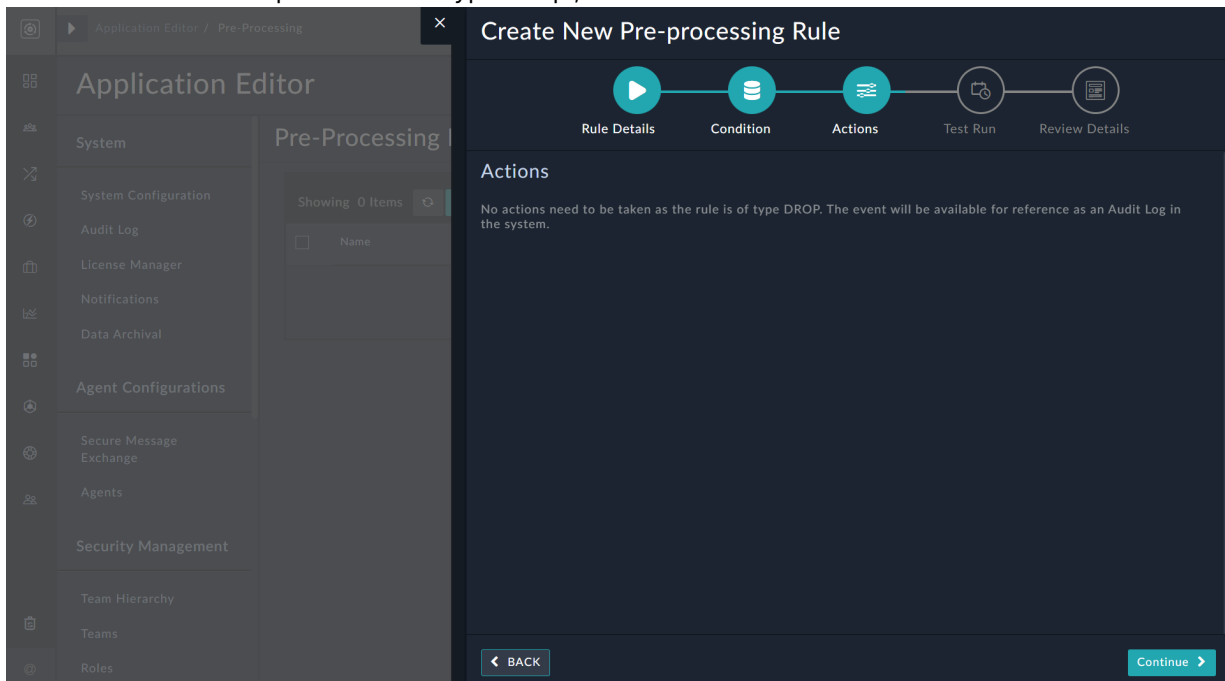 Application Editor / Pre-Processing
Application Editor
System
System Configuration
Audit Log
License Manager
Notifications
Data Archival
Agent Configurations
Secure Message
Exchange
Agents
Security Management
Team Hierarchy
Teams
Roles
Pre-Processing
Showing 0 Items
Name
Create New Pre-processing Rule
Rule Details
Condition
Actions
Test Run
Review Details
Actions
No actions need to be taken as the rule is of type DROP. The event will be available for reference as an Audit Log in
the system.
BACK
Continue